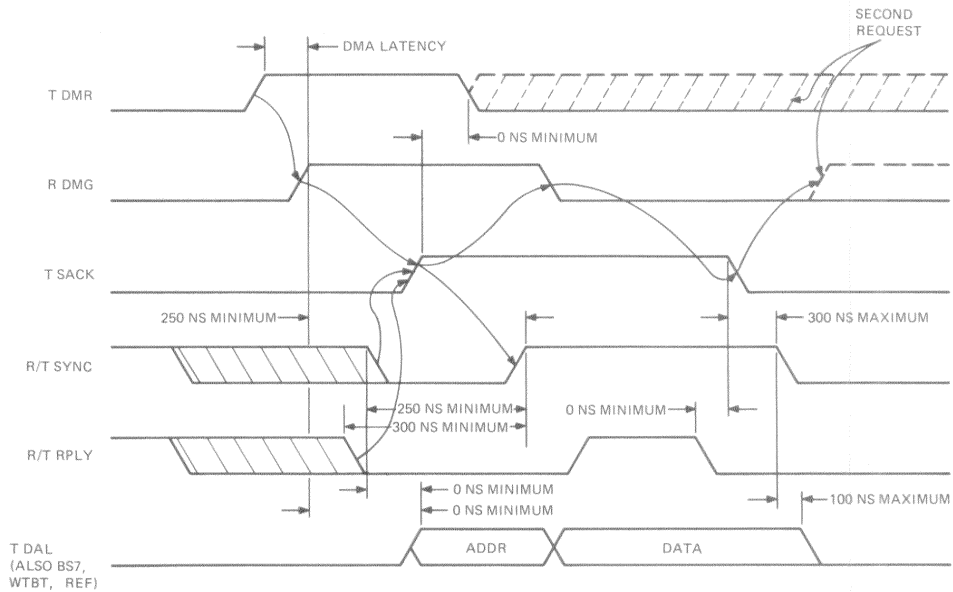 SECOND
REQUEST
DMA LATENCY
T DMR
0 NS MINIMUM
R DMG
T SACK
250 NS MINIMUM
300 NS MAXIMUM
R/T SYNC
250 NS MINIMUM
0 NS MINIMUM
300 NS MINIMUM
R/T RPLY
0 NS MINIMUM
100 NS MAXIMUM
0 NS MINIMUM
T DAL
(ALSO BS7,
WTBT, REF)
ADDR
DATA